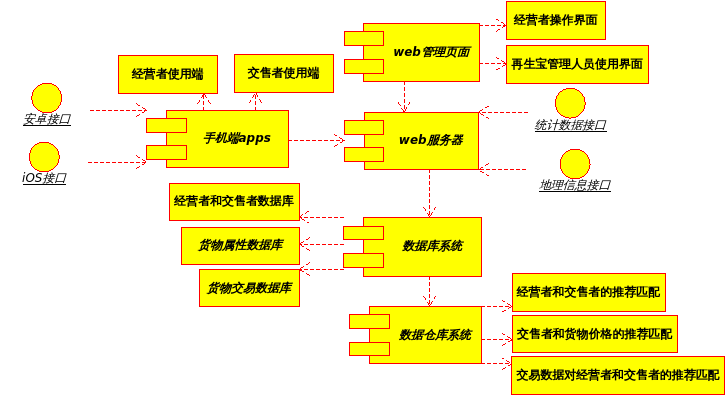 经营者操作界面
web管理页面
再生宝管理人员使用界面
经营者使用端
交售者使用端
安卓接口
统计数据接口
手机端apps
web服务器
iOS接口
地理信息接口
经营者和交售者数据库
货物属性数据库
数据库系统
货物交易数据库
经营者和交售者的推荐匹配
数据仓库系统
交售者和货物价格的推荐匹配
交易数据对经营者和交售者的推荐匹配